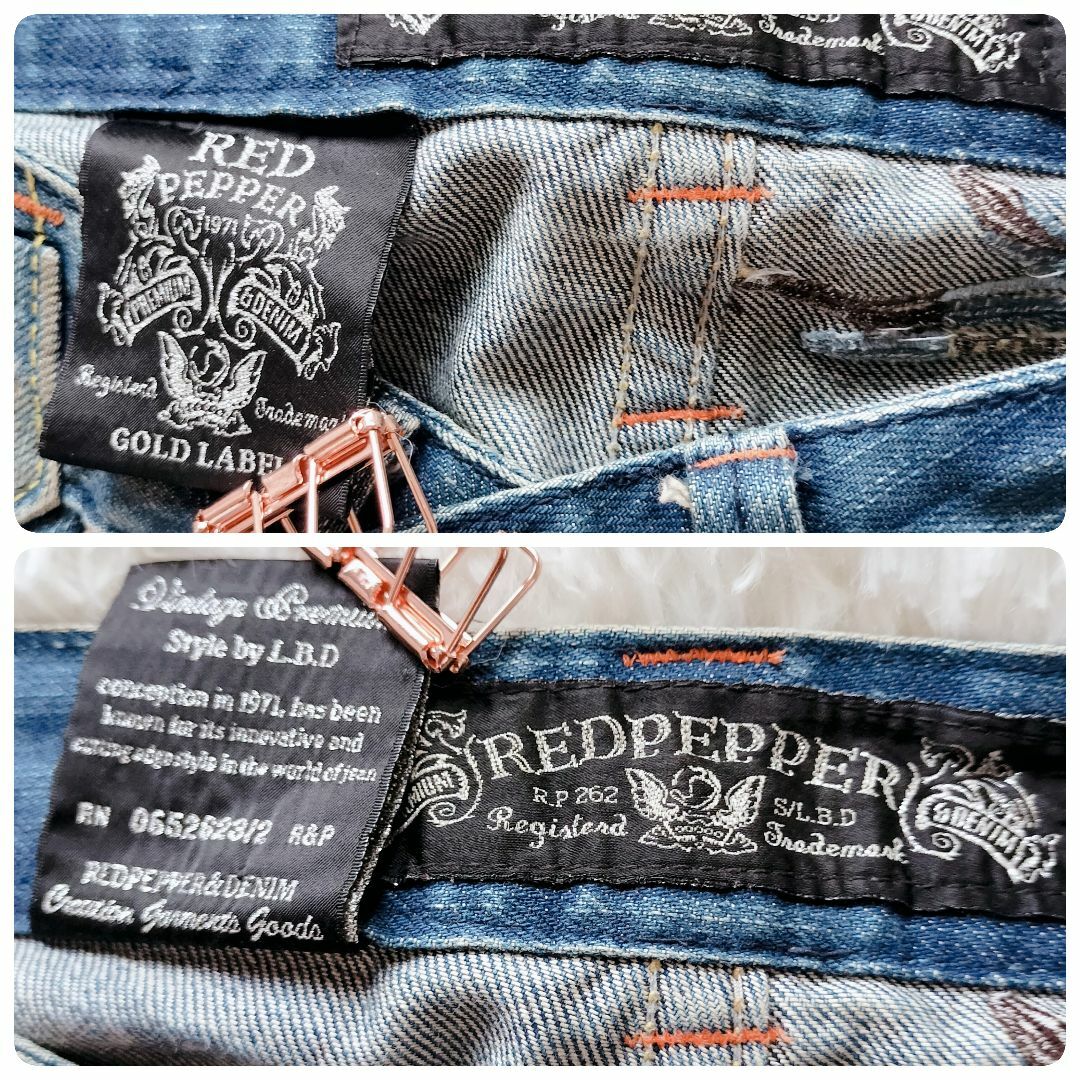 Trademark
DENIM
RED
PEPPER
1971
PREMIUM
&DENIM
Registerd
Trademark
GOLD LABEL
Vintage Premium
Style by L.B.D
conception in 1971, has been
known for its innovative and
edge style in the world of jean
RN 0652623/2 R&P
REDPEPPER&DENIM
Creation Garments Goods
REDPEPPER
R.P 262
S/L.B.D
Registerd
Trademark
&DENIM